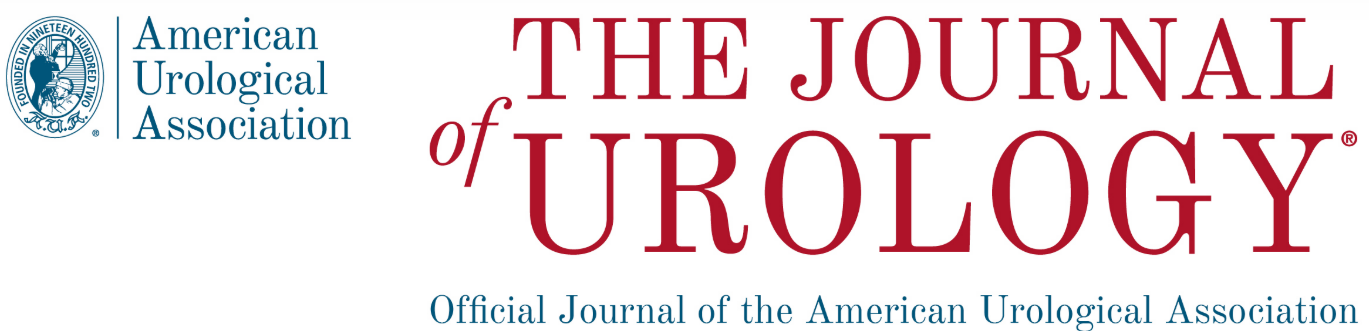 FOUNDED IN NINETEEN HUNDRED TWO
A.U.A.
®
American
Urological
Association
THE JOURNAL
of UROLOGY®
Official Journal of the American Urological Association